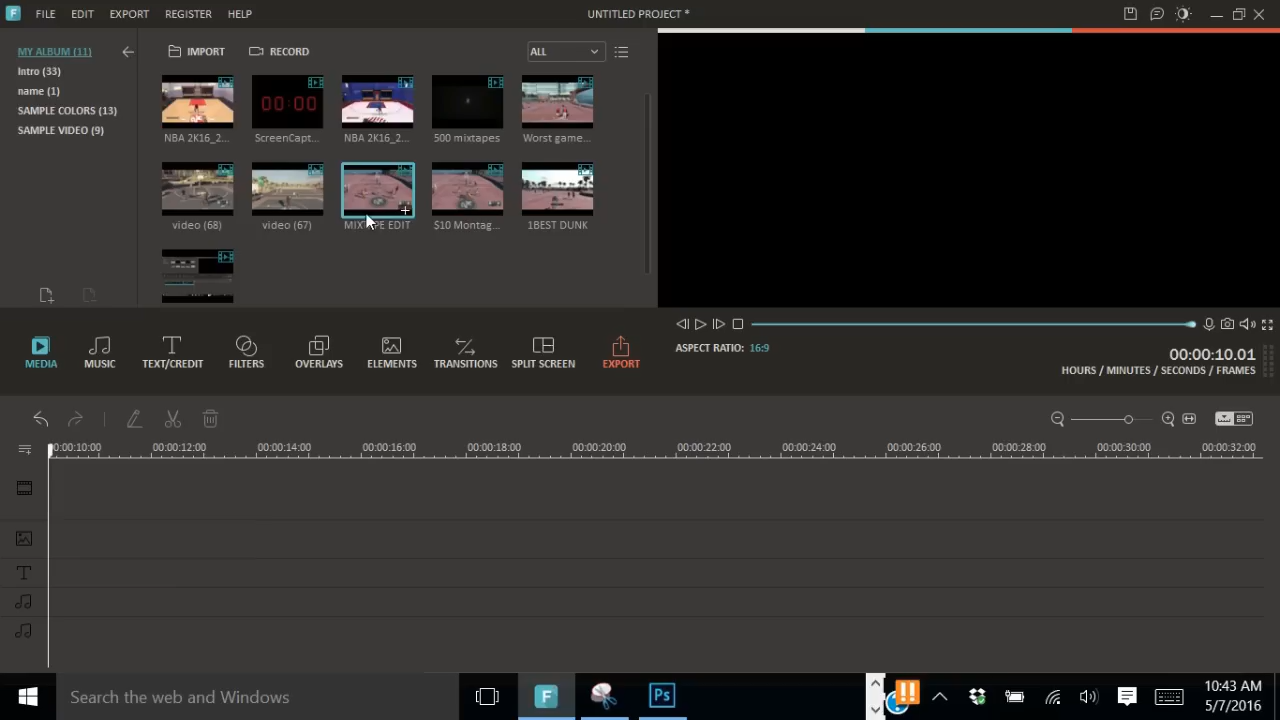 FILE EDIT EXPORT REGISTER HELP UNTITLED PROJECT *
MY ALBUM (11)
Intro (33)
name (1)
SAMPLE COLORS (13)
SAMPLE VIDEO (9)
IMPORT RECORD ALL
NBA 2K16_2... ScreenCapt... NBA 2K16_2... 500 mixtapes Worst game...
00:00
video (68) video (67) MIXTAPE EDIT $10 Montag... 1BEST DUNK
MEDIA MUSIC TEXT/CREDIT FILTERS OVERLAYS ELEMENTS TRANSITIONS SPLIT SCREEN EXPORT
ASPECT RATIO: 16:9
00:00:10.01
HOURS / MINUTES / SECONDS / FRAMES
00:00:10:00 00:00:12:00 00:00:14:00 00:00:16:00 00:00:18:00 00:00:20:00 00:00:22:00 00:00:24:00 00:00:26:00 00:00:28:00 00:00:30:00 00:00:32:00
Search the web and Windows
Ps
10:43 AM
5/7/2016